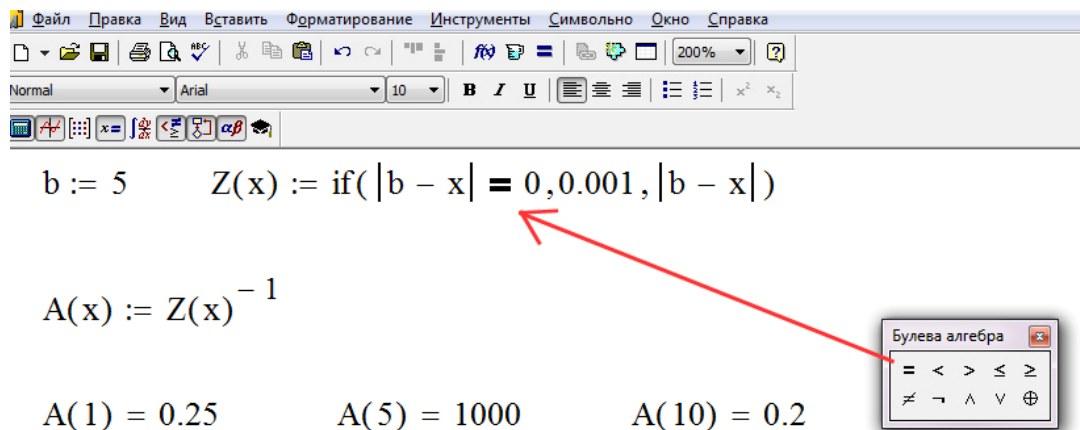 Файл Правка Вид Вставить Форматирование Инструменты Символьно Окно Справка
200%
Normal Arial 10 B I U
b := 5 Z(x) := if( |b − x| = 0 , 0.001 , |b − x| )
A(x) := Z(x)^{− 1}
Булева алгебра
= < > ≤ ≥
≠ ¬ ∧ ∨ ⊕
A(1) = 0.25 A(5) = 1000 A(10) = 0.2